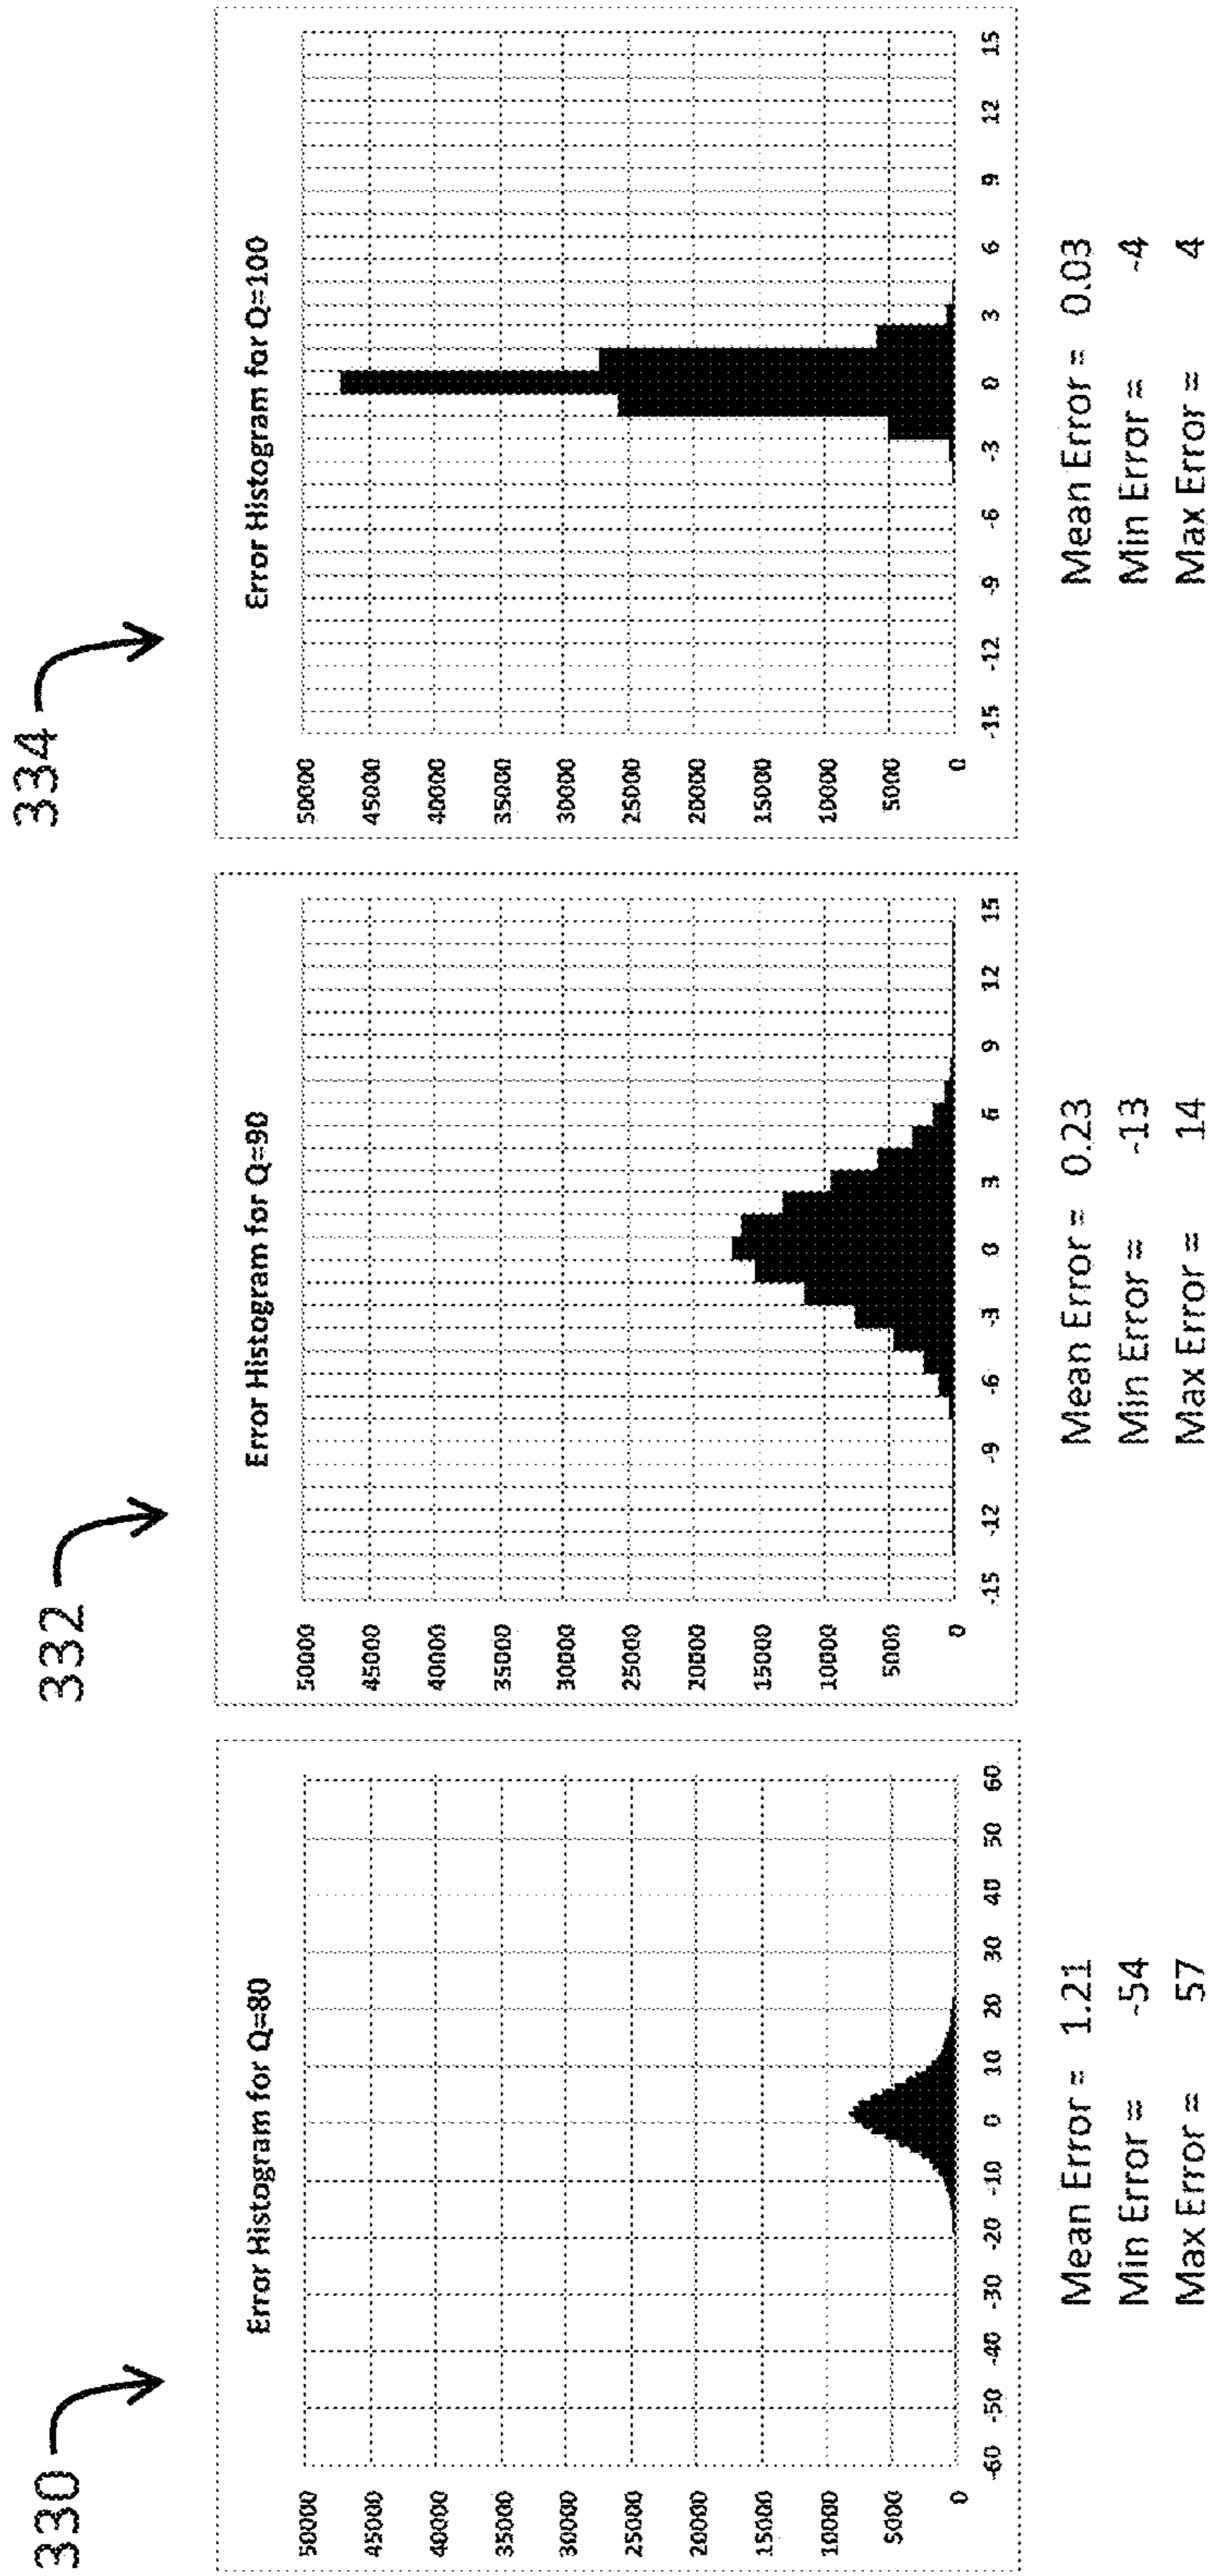 330
Error Histogram for Q=80
50000
45000
40000
35000
30000
25000
20000
15000
10000
5000
0
-60 -50 -40 -30 -20 -10 0 10 20 30 40 50 60
Mean Error = 1.21
Min Error = -54
Max Error = 57
332
Error Histogram for Q=90
50000
45000
40000
35000
30000
25000
20000
15000
10000
5000
0
-15 -12 -9 -6 -3 0 3 6 9 12 15
Mean Error = 0.23
Min Error = -13
Max Error = 14
334
Error Histogram for Q=100
50000
45000
40000
35000
30000
25000
20000
15000
10000
5000
0
-15 -12 -9 -6 -3 0 3 6 9 12 15
Mean Error = 0.03
Min Error = -4
Max Error = 4